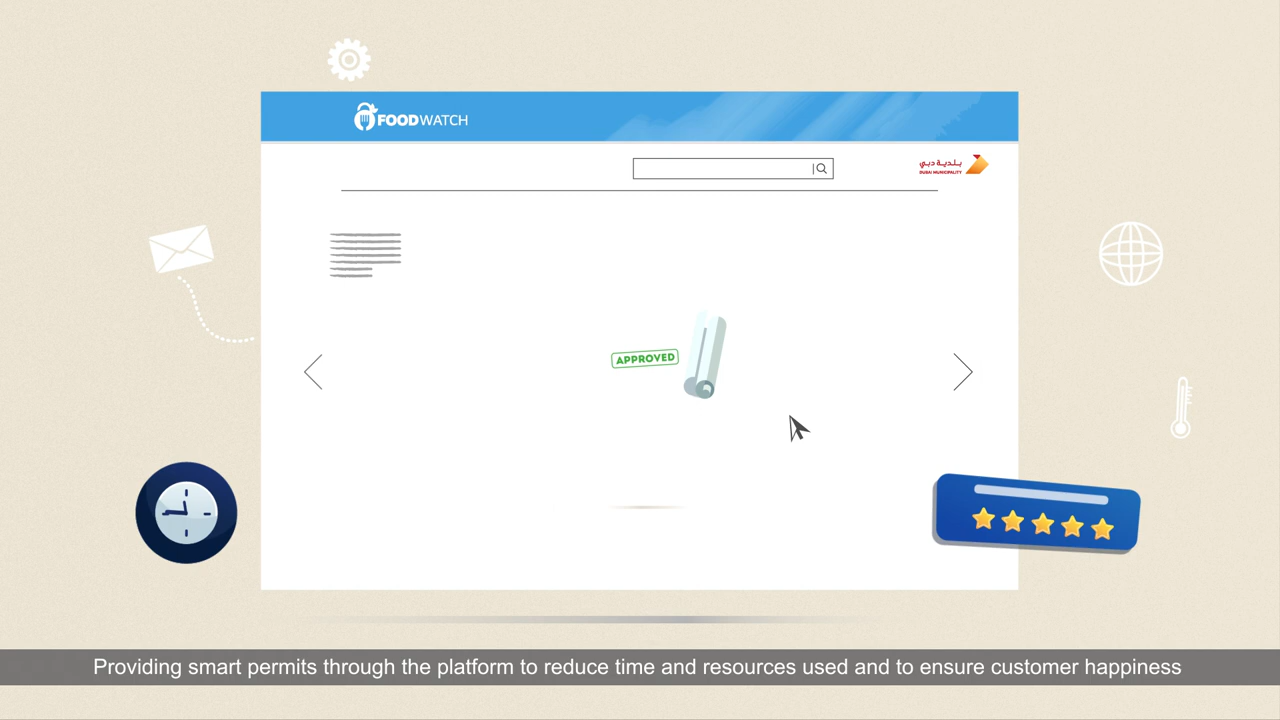 FOODWATCH
بلدية دبي
DUBAI MUNICIPALITY
APPROVED
Providing smart permits through the platform to reduce time and resources used and to ensure customer happiness